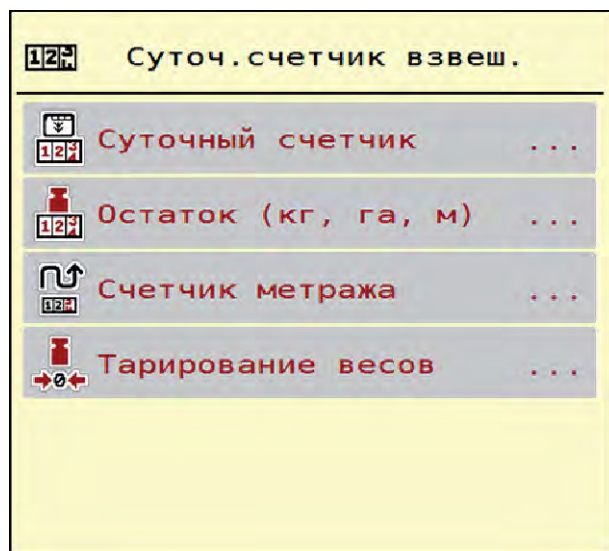 Суточ.счетчик взвеш.
Суточный счетчик ...
Остаток (кг, га, м) ...
Счетчик метража ...
Тарирование весов ...